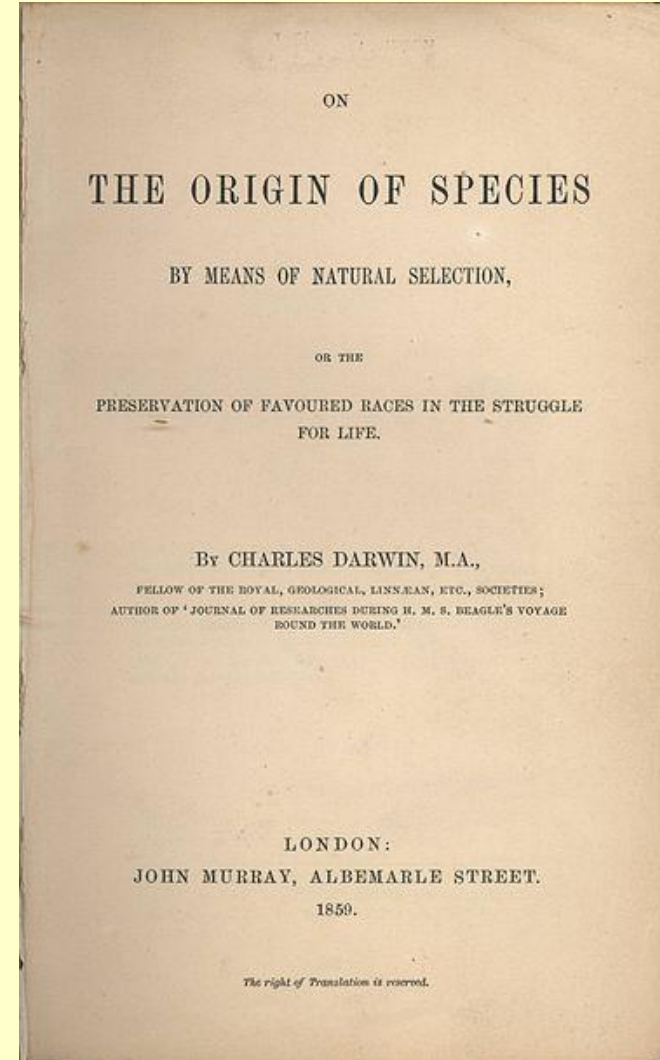 ON
THE ORIGIN OF SPECIES
BY MEANS OF NATURAL SELECTION,
OR THE
PRESERVATION OF FAVOURED RACES IN THE STRUGGLE
FOR LIFE.
By CHARLES DARWIN, M.A.,
FELLOW OF THE ROYAL, GEOLOGICAL, LINNÆAN, ETC., SOCIETIES;
AUTHOR OF ‘JOURNAL OF RESEARCHES DURING H. M. S. BEAGLE’S VOYAGE
ROUND THE WORLD.’
LONDON:
JOHN MURRAY, ALBEMARLE STREET.
1859.
The right of Translation is reserved.